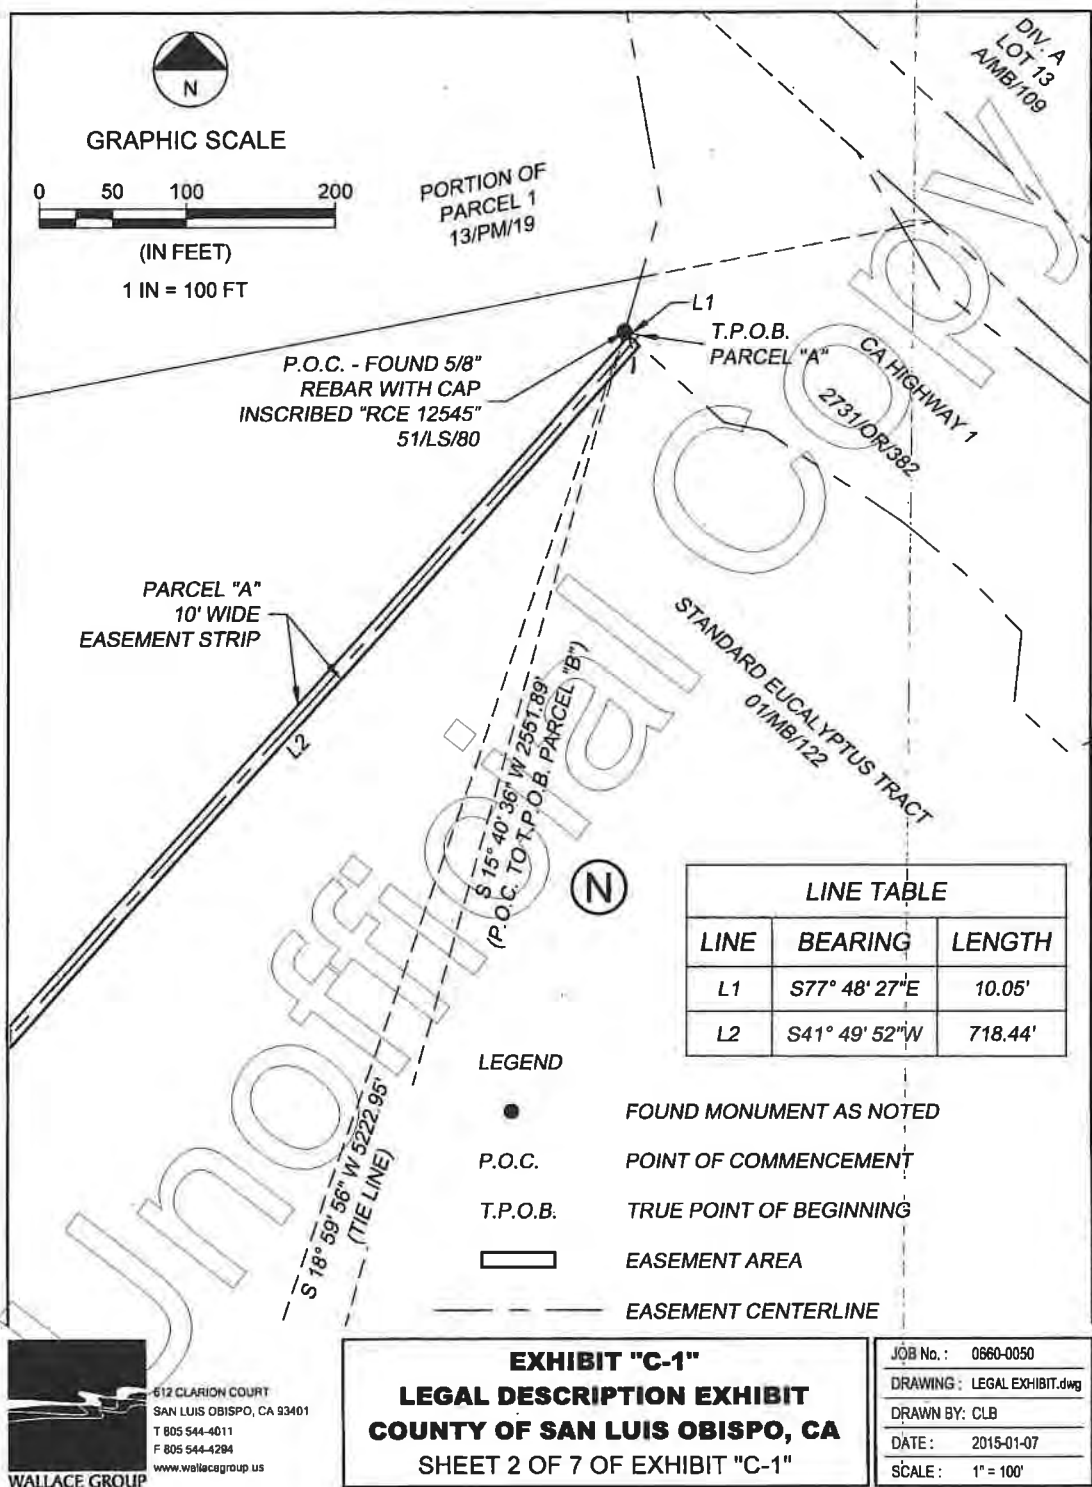 N
GRAPHIC SCALE
0 50 100 200
(IN FEET)
1 IN = 100 FT
PORTION OF
PARCEL 1
13/PM/19
DIV. A
LOT 13
A/MB/109
L1
T.P.O.B.
PARCEL "A"
P.O.C. - FOUND 5/8"
REBAR WITH CAP
INSCRIBED "RCE 12545"
51/LS/80
CA HIGHWAY 1
2731/OR/382
PARCEL "A"
10' WIDE
EASEMENT STRIP
L2
STANDARD EUCALYPTUS TRACT
01/MB/122
S 15° 40' 36" W 2551.89'
(P.O.C. TO T.P.O.B. PARCEL "B")
S 18° 59' 56" W 5222.95'
(TIE LINE)
Unofficial Copy
N
LINE TABLE
LINE BEARING LENGTH
L1 S77° 48' 27"E 10.05'
L2 S41° 49' 52"W 718.44'
LEGEND
FOUND MONUMENT AS NOTED
P.O.C. POINT OF COMMENCEMENT
T.P.O.B. TRUE POINT OF BEGINNING
EASEMENT AREA
EASEMENT CENTERLINE
WALLACE GROUP
612 CLARION COURT
SAN LUIS OBISPO, CA 93401
T 805 544-4011
F 805 544-4294
www.wallacegroup.us
EXHIBIT "C-1"
LEGAL DESCRIPTION EXHIBIT
COUNTY OF SAN LUIS OBISPO, CA
SHEET 2 OF 7 OF EXHIBIT "C-1"
JOB No. : 0660-0050
DRAWING : LEGAL EXHIBIT.dwg
DRAWN BY: CLB
DATE : 2015-01-07
SCALE : 1" = 100'